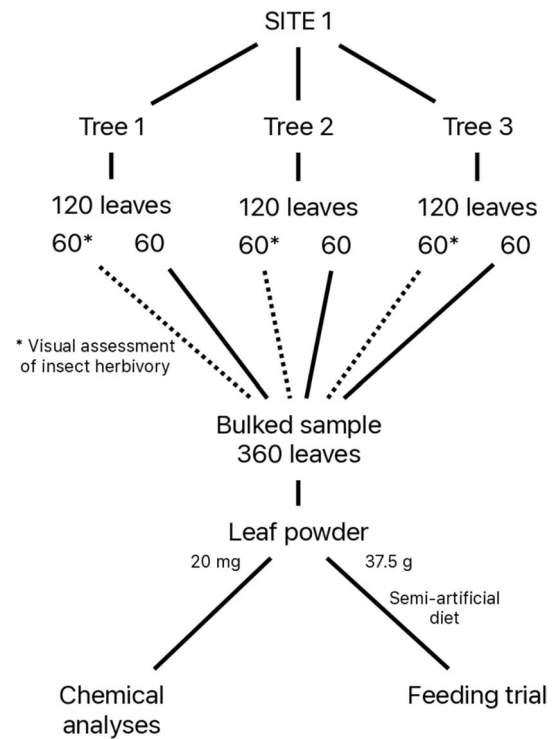 SITE 1
Tree 1 Tree 2 Tree 3
120 leaves 120 leaves 120 leaves
60* 60 60* 60 60* 60
* Visual assessment
of insect herbivory
Bulked sample
360 leaves
Leaf powder
20 mg 37.5 g
Semi-artificial
diet
Chemical
analyses
Feeding trial